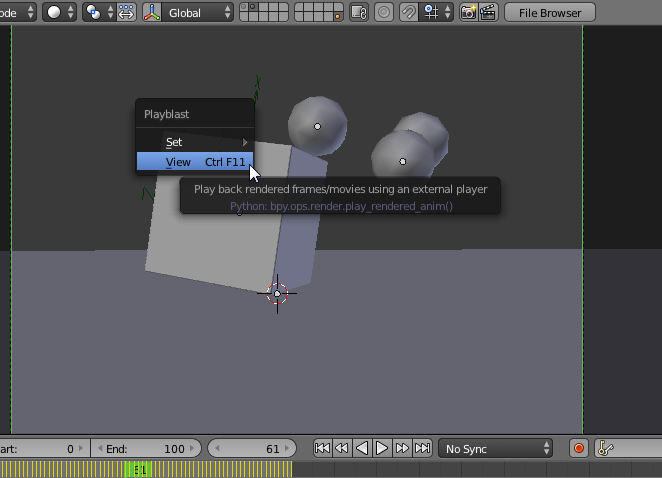 ode
Global
File Browser
Playblast
Set
View Ctrl F11
Play back rendered frames/movies using an external player
Python: bpy.ops.render.play_rendered_anim()
art: 0
End: 100
61
No Sync
61